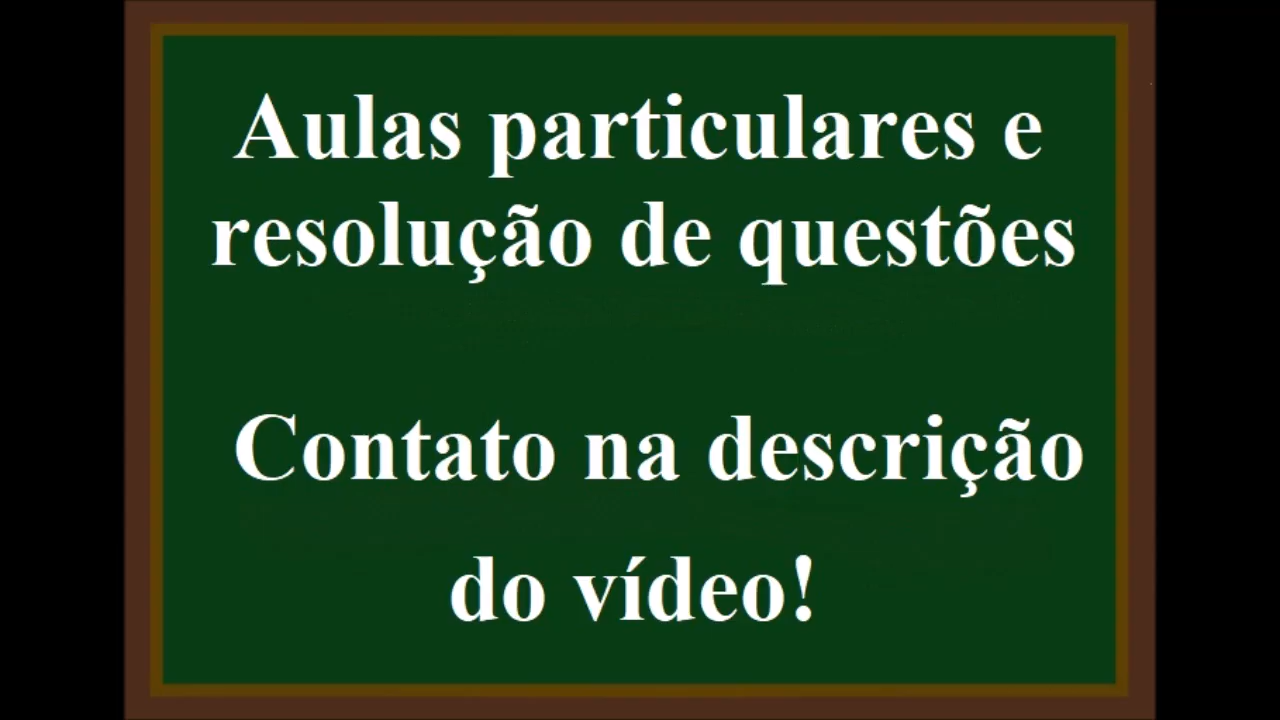 Aulas particulares e
resolução de questões
Contato na descrição
do vídeo!